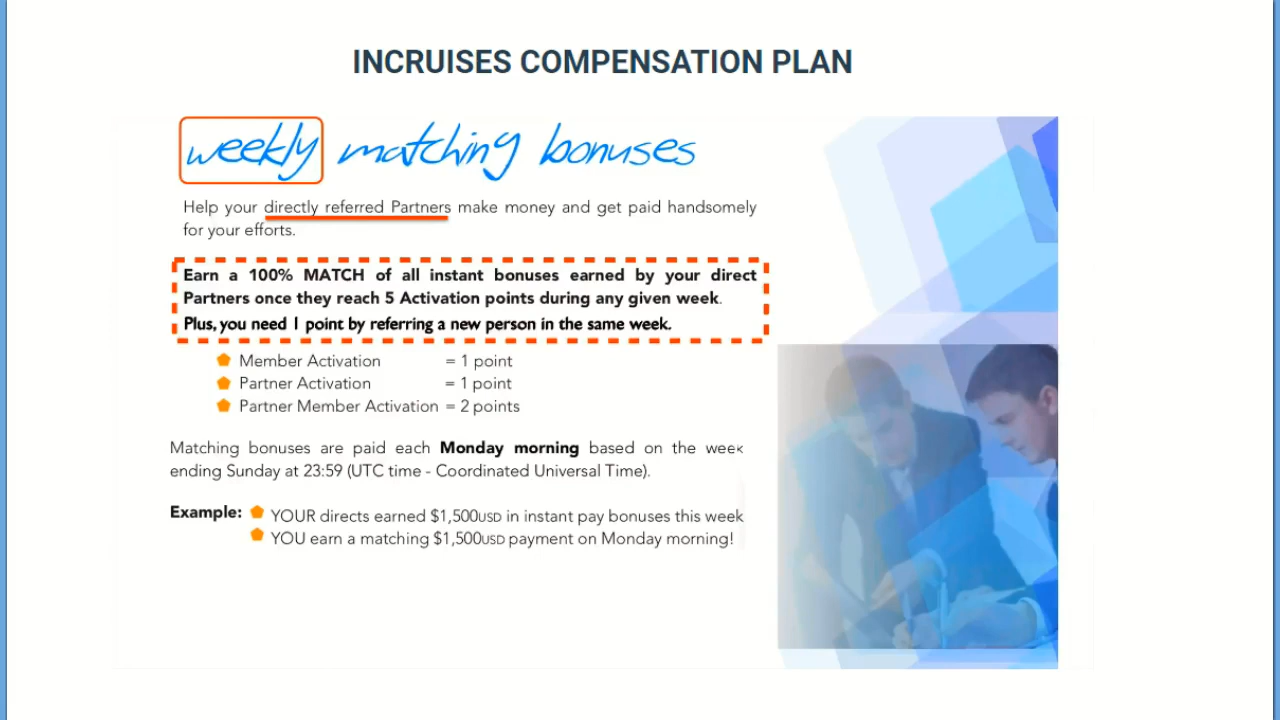 INCRUISES COMPENSATION PLAN
weekly matching bonuses
Help your directly referred Partners make money and get paid handsomely
for your efforts.
Earn a 100% MATCH of all instant bonuses earned by your direct
Partners once they reach 5 Activation points during any given week.
Plus, you need 1 point by referring a new person in the same week.
Member Activation = 1 point
Partner Activation = 1 point
Partner Member Activation = 2 points
Matching bonuses are paid each Monday morning based on the week
ending Sunday at 23:59 (UTC time - Coordinated Universal Time).
Example: YOUR directs earned $1,500USD in instant pay bonuses this week
YOU earn a matching $1,500USD payment on Monday morning!